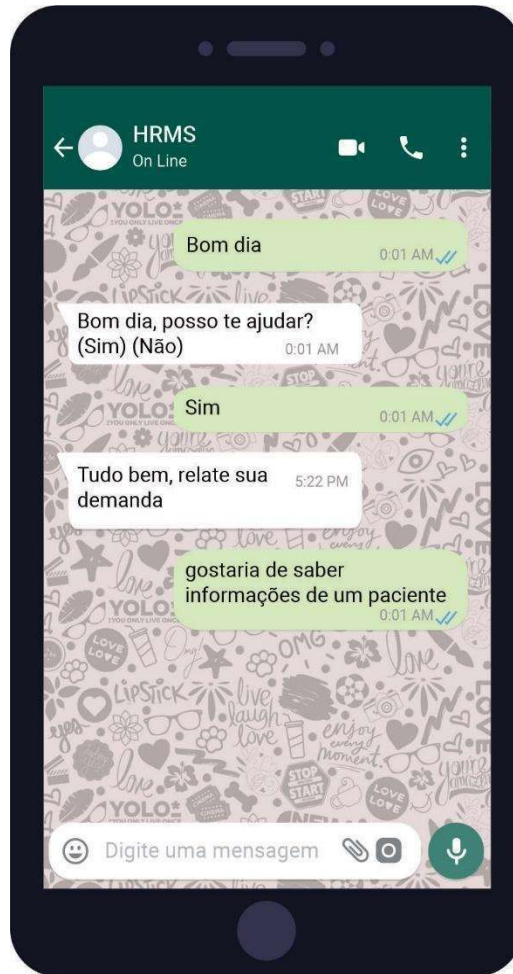 HRMS
On Line
Bom dia
0:01 AM
Bom dia, posso te ajudar?
(Sim) (Não)
0:01 AM
Sim
0:01 AM
Tudo bem, relate sua
5:22 PM
demanda
gostaria de saber
informações de um paciente
0:01 AM
Digite uma mensagem